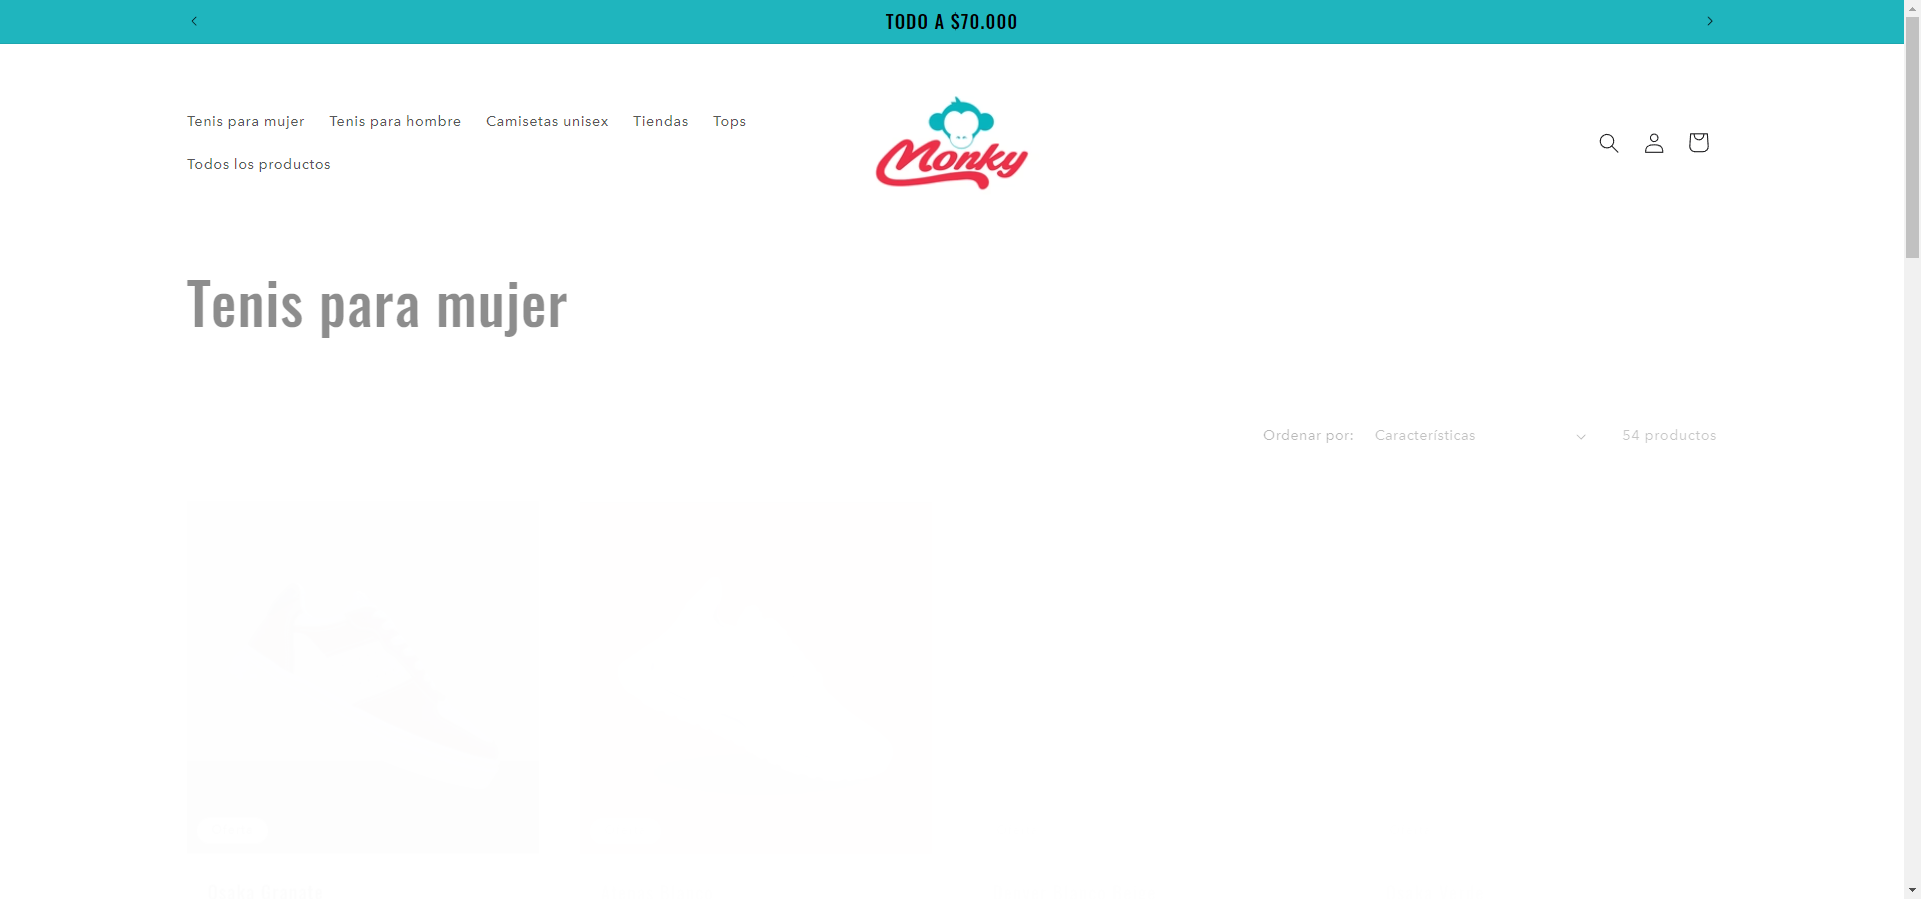 TODO A $70.000
Tenis para mujer Tenis para hombre Camisetas unisex Tiendas Tops
Todos los productos
Monky
Tenis para mujer
Ordenar por: Características 54 productos